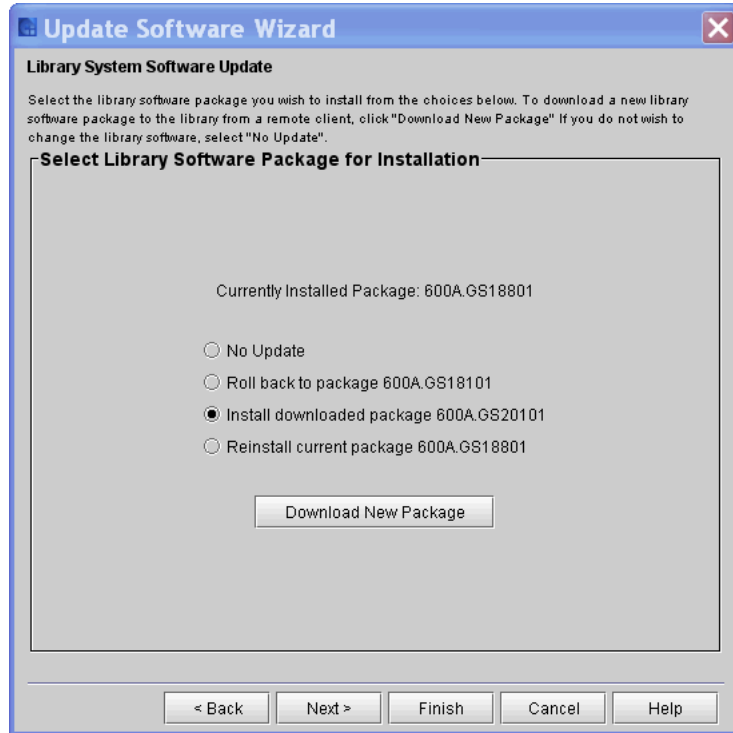 Update Software Wizard
Library System Software Update
Select the library software package you wish to install from the choices below. To download a new library
software package to the library from a remote client, click "Download New Package" If you do not wish to
change the library software, select "No Update".
Select Library Software Package for Installation
Currently Installed Package: 600A.GS18801
No Update
Roll back to package 600A.GS18101
Install downloaded package 600A.GS20101
Reinstall current package 600A.GS18801
Download New Package
< Back Next > Finish Cancel Help